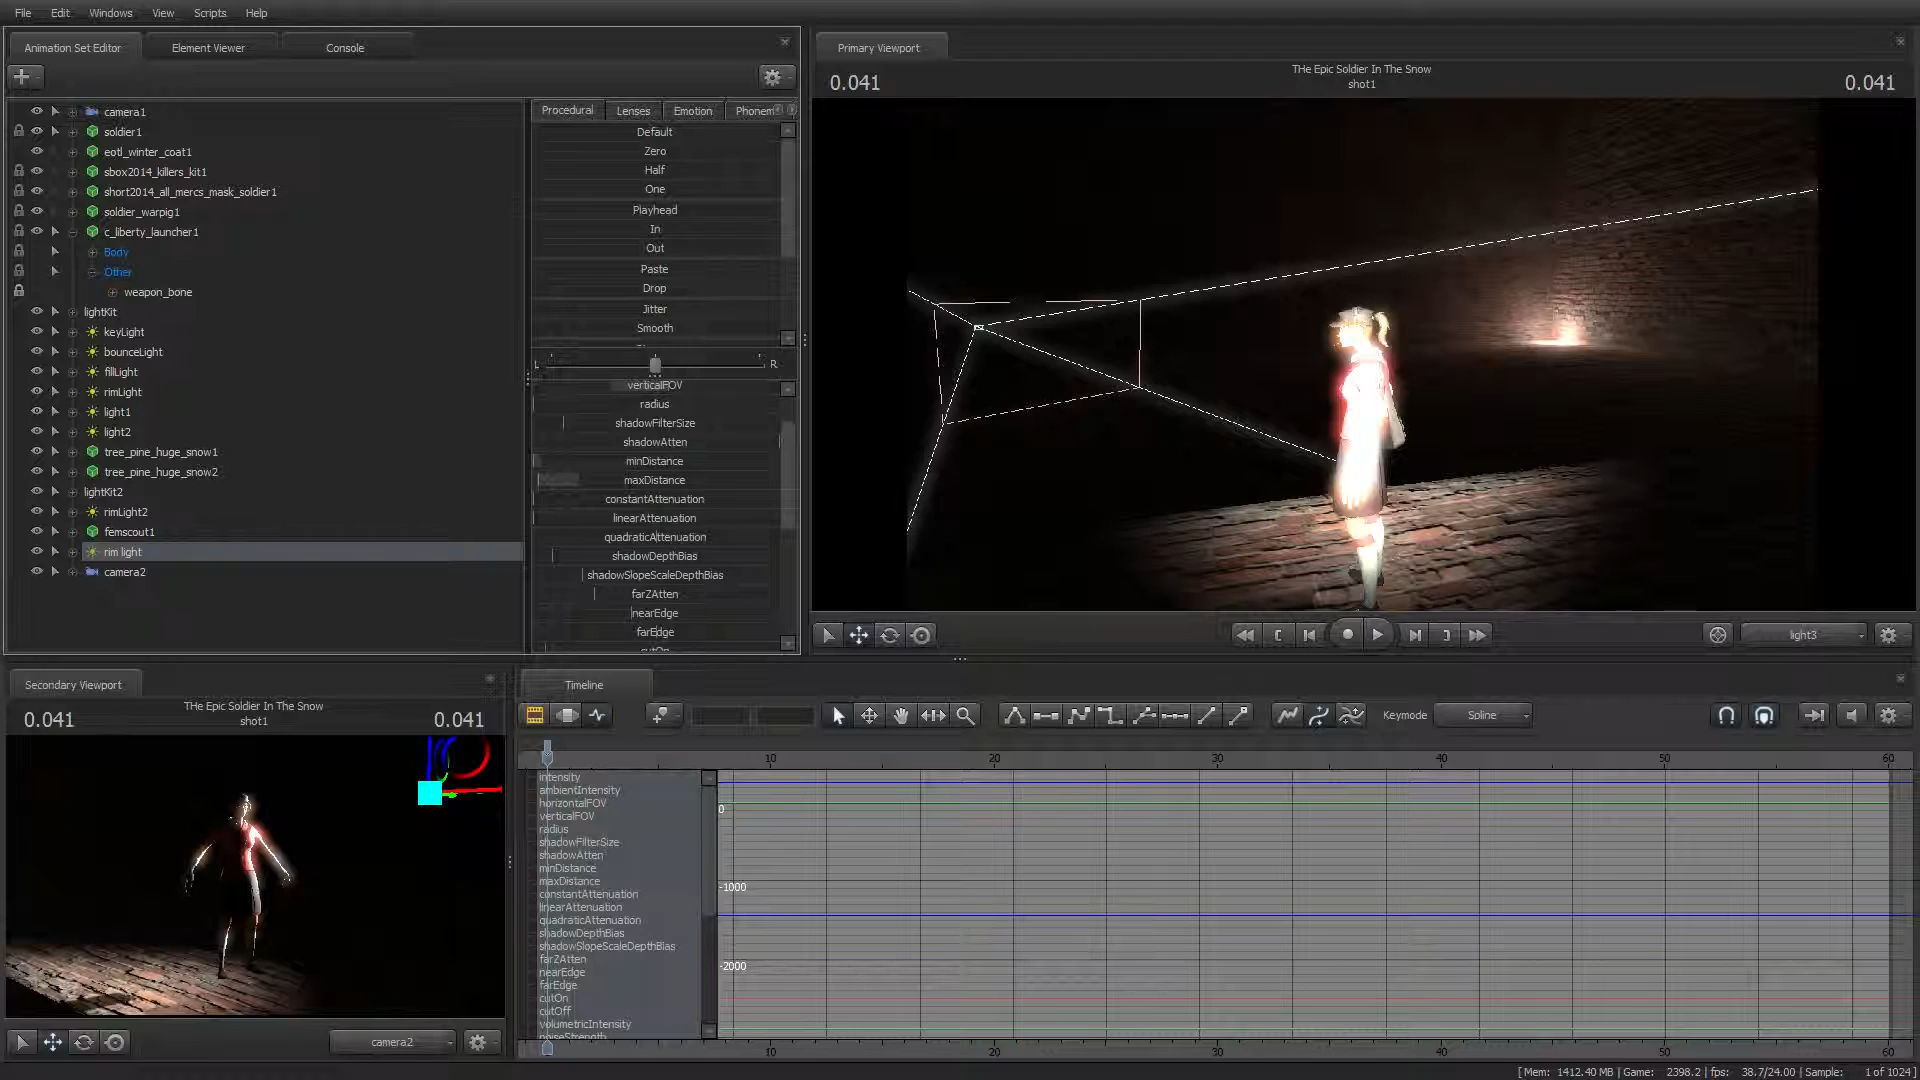 File Edit Windows View Scripts Help
Animation Set Editor Element Viewer Console
camera1
soldier1
eotl_winter_coat1
sbox2014_killers_kit1
short2014_all_mercs_mask_soldier1
soldier_warpig1
c_liberty_launcher1
Body
Other
weapon_bone
lightKit
keyLight
bounceLight
fillLight
rimLight
light1
light2
tree_pine_huge_snow1
tree_pine_huge_snow2
lightKit2
rimLight2
femscout1
rim light
camera2
Procedural Lenses Emotion Phonem
Default
Zero
Half
One
Playhead
In
Out
Paste
Drop
Jitter
Smooth
L R
verticalFOV
radius
shadowFilterSize
shadowAtten
minDistance
maxDistance
constantAttenuation
linearAttenuation
quadraticAttenuation
shadowDepthBias
shadowSlopeScaleDepthBias
farZAtten
nearEdge
farEdge
cutOn
Primary Viewport
0.041 THe Epic Soldier In The Snow 0.041
shot1
light3
Secondary Viewport
0.041 THe Epic Soldier In The Snow 0.041
shot1
camera2
Timeline
Keymode Spline
10 20 30 40 50 60
intensity
ambientIntensity
horizontalFOV
verticalFOV
radius
shadowFilterSize
shadowAtten
minDistance
maxDistance
constantAttenuation
linearAttenuation
quadraticAttenuation
shadowDepthBias
shadowSlopeScaleDepthBias
farZAtten
nearEdge
farEdge
cutOn
cutOff
volumetricIntensity
noiseStrength
0
-1000
-2000
10 20 30 40 50 60
[ Mem: 1412.40 MB | Game: 2398.2 | fps: 38.7/24.00 | Sample: 1 of 1024 ]